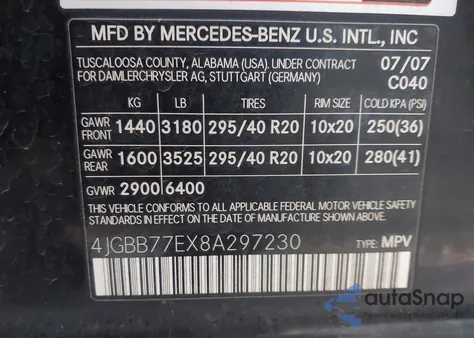 MFD BY MERCEDES-BENZ U.S. INTL., INC
TUSCALOOSA COUNTY, ALABAMA (USA). UNDER CONTRACT 07/07
FOR DAIMLERCHRYSLER AG, STUTTGART (GERMANY) C040
KG LB TIRES RIM SIZE COLD KPA (PSI)
GAWR FRONT 1440 3180 295/40 R20 10x20 250(36)
GAWR REAR 1600 3525 295/40 R20 10x20 280(41)
GVWR 2900 6400
THIS VEHICLE CONFORMS TO ALL APPLICABLE FEDERAL MOTOR VEHICLE SAFETY
STANDARDS IN EFFECT ON THE DATE OF MANUFACTURE SHOWN ABOVE.
4JGBB77EX8A297230 TYPE: MPV
autoSnap